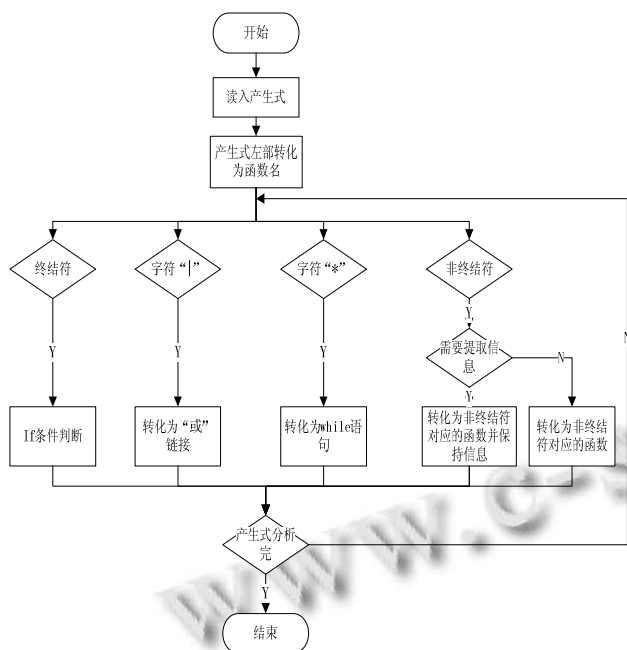 开始
读入产生式
产生式左部转化
为函数名
终结符
字符“|”
字符“*”
非终结符
Y
Y
Y
Y
需要提取信
息
N
Y
N
If条件判断
转化为“或”
链接
转化为while语
句
转化为非终结符
对应的函数并保
持信息
转化为非终结
符对应的函数
产生式分析
完
Y
结束
www.c-s